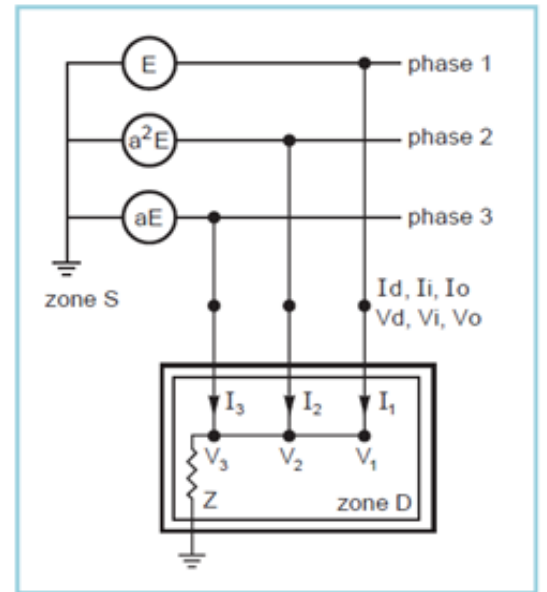 E phase 1
a²E phase 2
aE phase 3
zone S
Id, Ii, Io
Vd, Vi, Vo
I₃ I₂ I₁
V₃ V₂ V₁
Z zone D